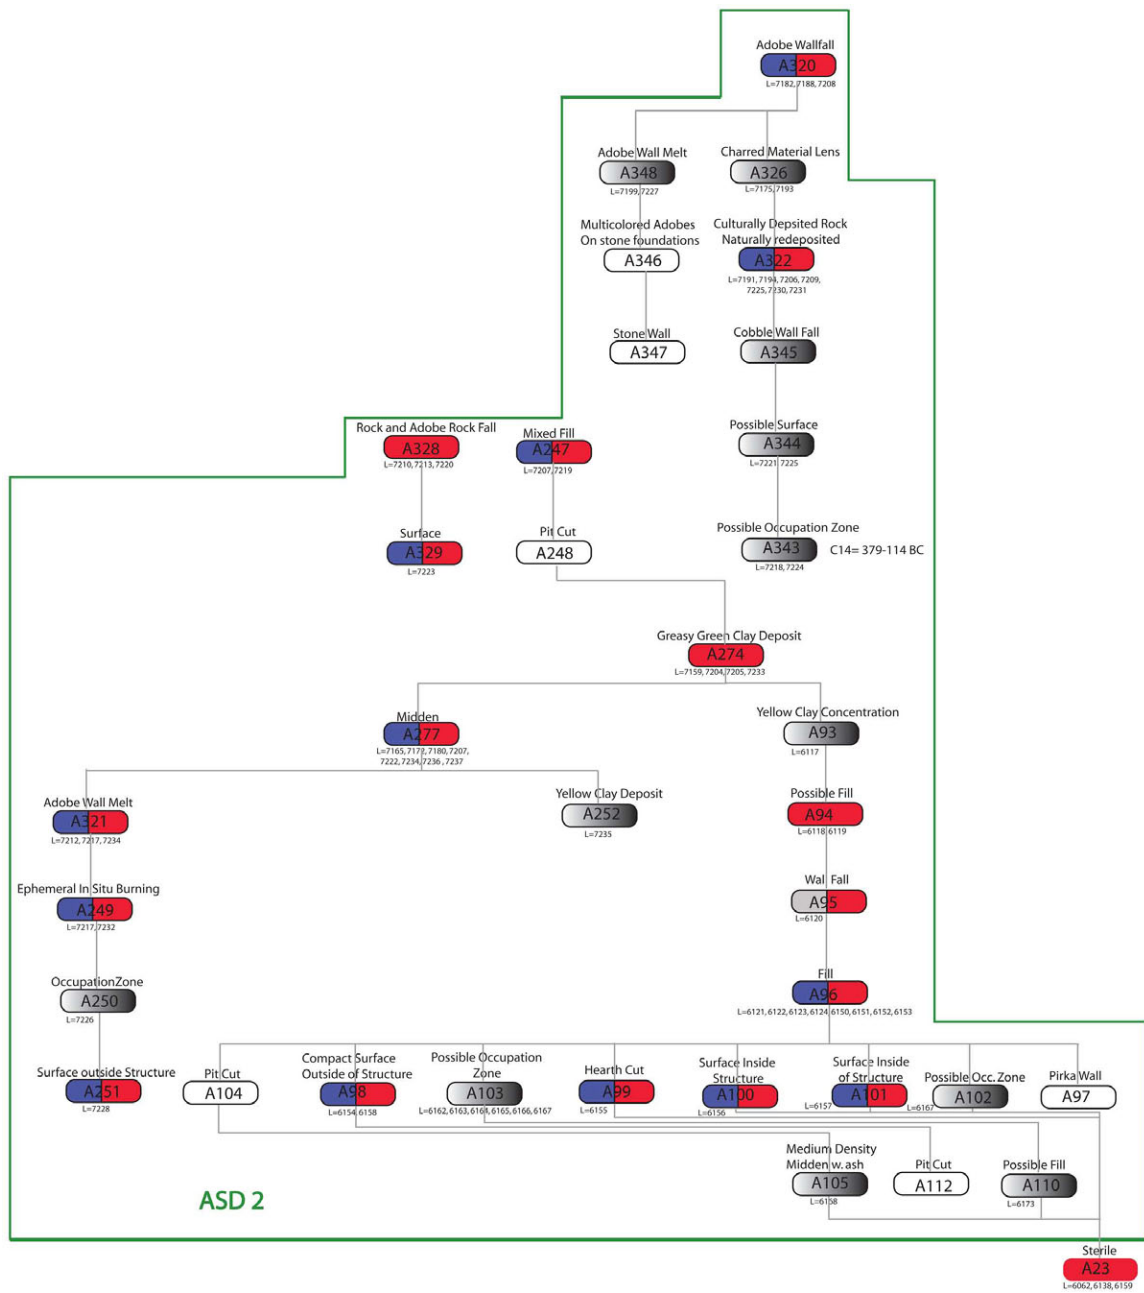 Adobe Wallfall
A320
L=7182, 7188, 7208
Adobe Wall Melt
A348
L=7199, 7227
Charred Material Lens
A326
L=7175, 7193
Multicolored Adobes
On stone foundations
A346
Culturally Depsited Rock
Naturally redeposited
A322
L=7191, 7194, 7206, 7209,
7225, 7230, 7231
Stone Wall
A347
Cobble Wall Fall
A345
Rock and Adobe Rock Fall
A328
L=7210, 7213, 7220
Mixed Fill
A247
L=7207, 7219
Possible Surface
A344
L=7221, 7225
Surface
A329
L=7223
Pit Cut
A248
Possible Occupation Zone
A343
C14= 379-114 BC
L=7218, 7224
Greasy Green Clay Deposit
A274
L=7159, 7204, 7205, 7233
Midden
A277
L=7165, 7172, 7180, 7207,
7222, 7234, 7236 , 7237
Yellow Clay Concentration
A93
L=6117
Adobe Wall Melt
A321
L=7212, 7217, 7234
Yellow Clay Deposit
A252
L=7235
Possible Fill
A94
L=6118, 6119
Ephemeral In Situ Burning
A249
L=7217, 7232
Wall Fall
A95
L=6120
OccupationZone
A250
L=7226
Fill
A96
L=6121, 6122, 6123, 6124, 6150, 6151, 6152, 6153
Surface outside Structure
A251
L=7228
Pit Cut
A104
Compact Surface
Outside of Structure
A98
L=6154, 6158
Possible Occupation
Zone
A103
L=6162, 6163, 6164, 6165, 6166, 6167
Hearth Cut
A99
L=6155
Surface Inside
Structure
A100
L=6156
Surface Inside
of Structure
A101
L=6157
Possible Occ. Zone
A102
L=6167
Pirka Wall
A97
Medium Density
Midden w. ash
A105
L=6168
Pit Cut
A112
Possible Fill
A110
L=6173
ASD 2
Sterile
A23
L=6062, 6138, 6159